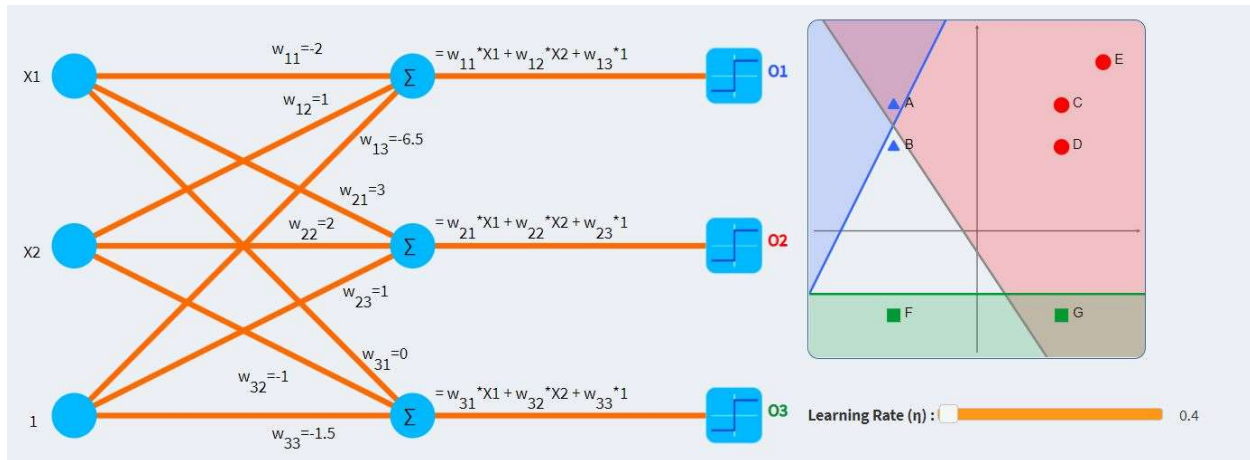 w11=-2
= w11*X1 + w12*X2 + w13*1
X1
Σ
O1
w12=1
w13=-6.5
w21=3
w22=2
= w21*X1 + w22*X2 + w23*1
X2
Σ
O2
w23=1
w31=0
w32=-1
= w31*X1 + w32*X2 + w33*1
1
Σ
O3
w33=-1.5
E
A
C
B
D
F
G
Learning Rate (η) :
0.4